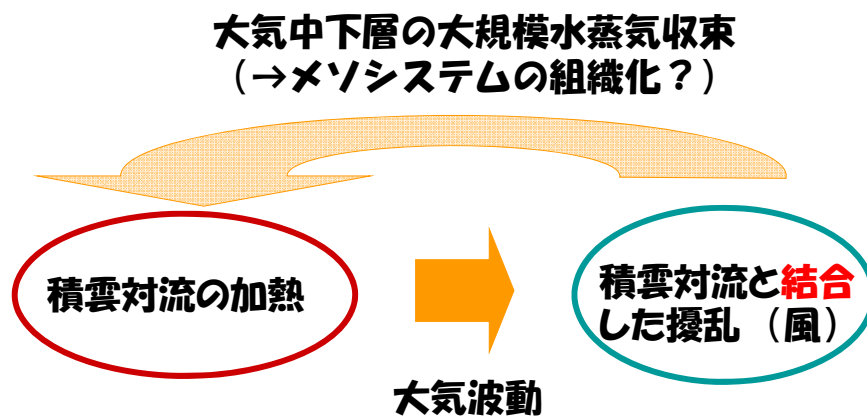 大気中下層の大規模水蒸気収束
（→メソシステムの組織化？）
積雲対流の加熱
積雲対流と結合
した擾乱 （風）
大気波動